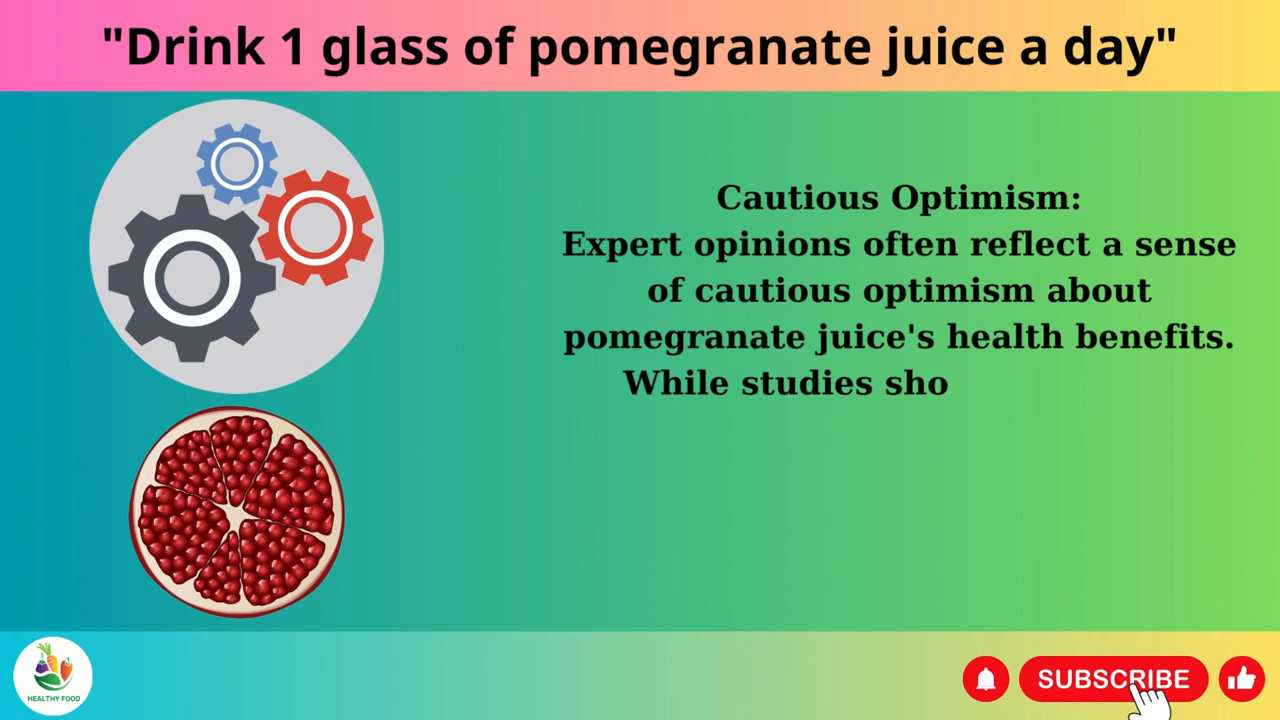 "Drink 1 glass of pomegranate juice a day"
Cautious Optimism:
Expert opinions often reflect a sense
of cautious optimism about
pomegranate juice's health benefits.
While studies sho
HEALTHY FOOD
SUBSCRIBE